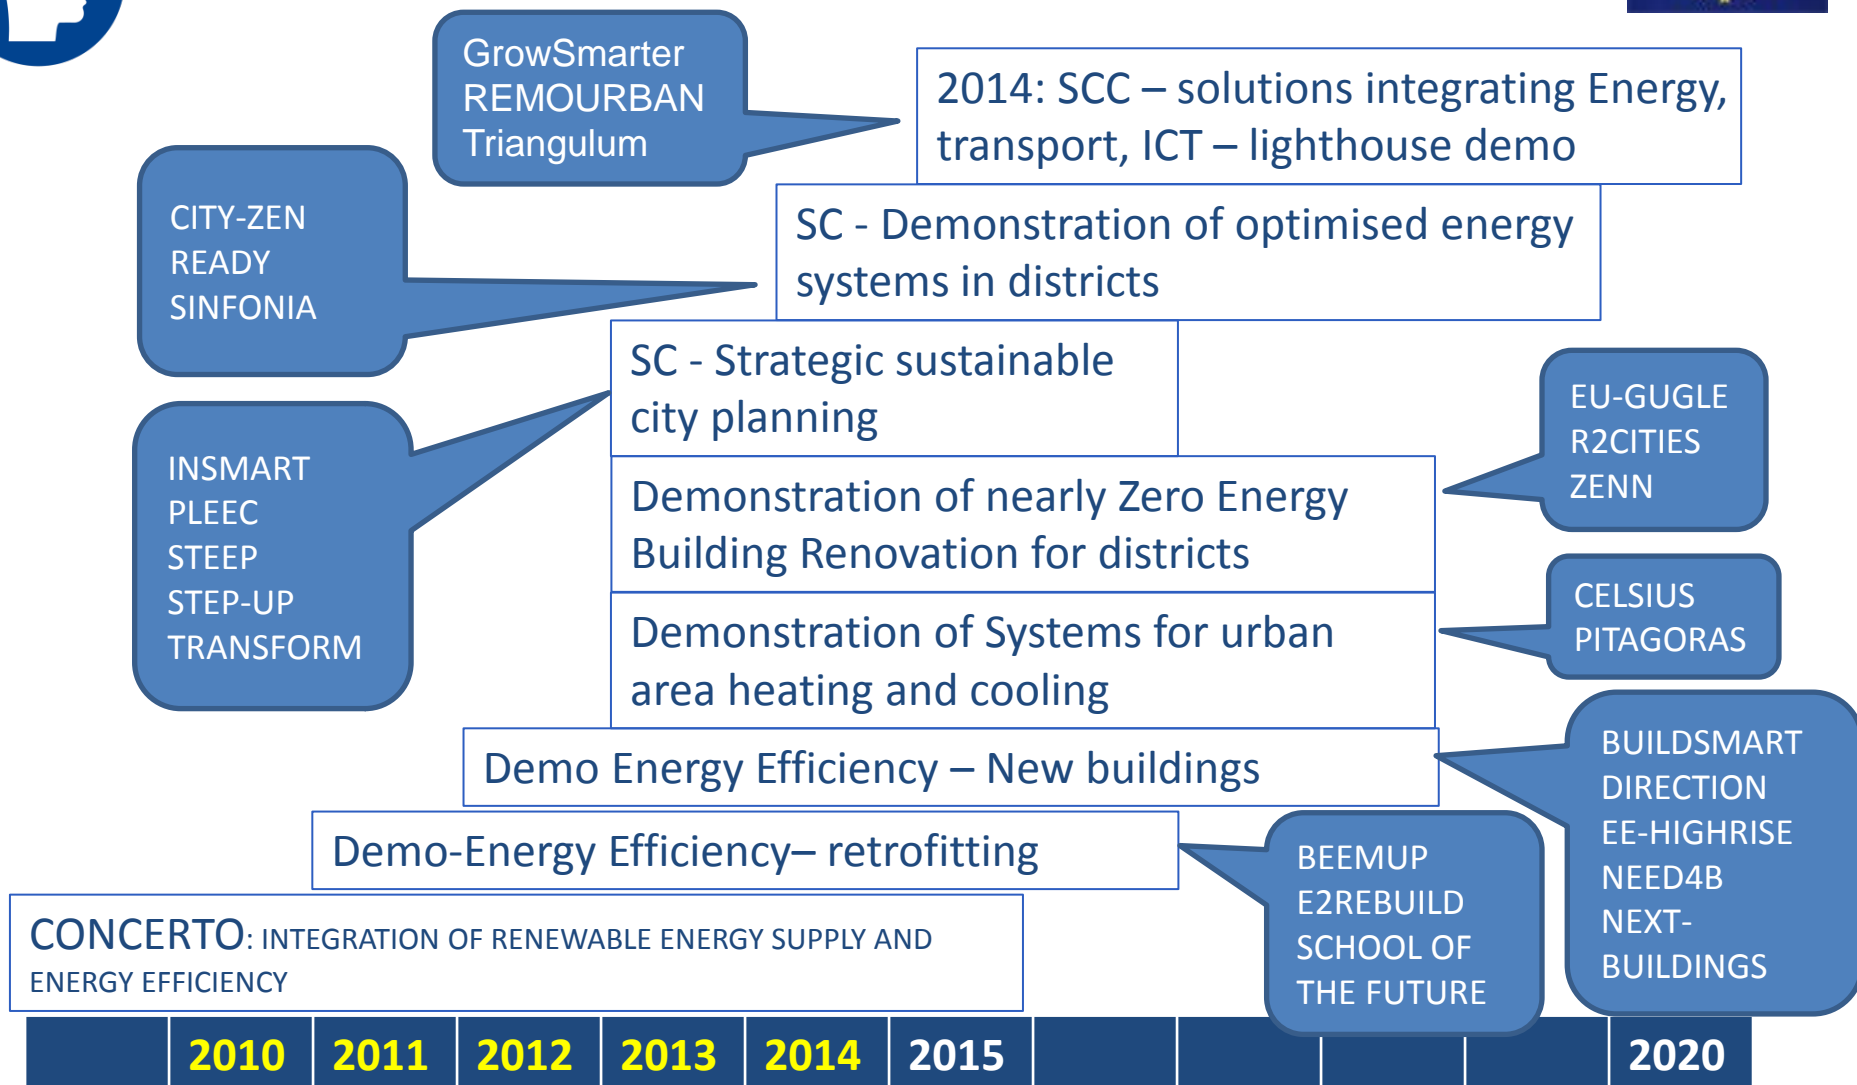 GrowSmarter
REMOURBAN
Triangulum
2014: SCC – solutions integrating Energy,
transport, ICT – lighthouse demo
CITY-ZEN
READY
SINFONIA
SC - Demonstration of optimised energy
systems in districts
SC - Strategic sustainable
city planning
EU-GUGLE
R2CITIES
ZENN
INSMART
PLEEC
STEEP
STEP-UP
TRANSFORM
Demonstration of nearly Zero Energy
Building Renovation for districts
CELSIUS
PITAGORAS
Demonstration of Systems for urban
area heating and cooling
BUILDSMART
DIRECTION
EE-HIGHRISE
NEED4B
NEXT-
BUILDINGS
Demo Energy Efficiency – New buildings
Demo-Energy Efficiency– retrofitting
BEEMUP
E2REBUILD
SCHOOL OF
THE FUTURE
CONCERTO: INTEGRATION OF RENEWABLE ENERGY SUPPLY AND
ENERGY EFFICIENCY
2010 2011 2012 2013 2014 2015 2020